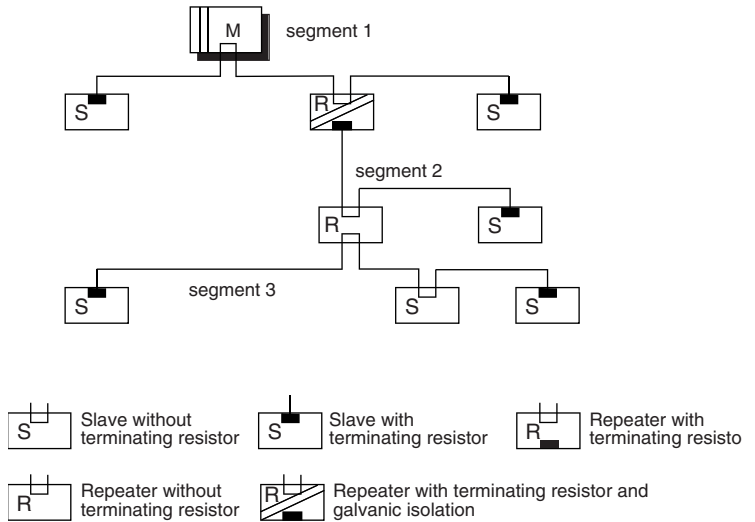 M segment 1
S R S
segment 2
R S
segment 3
S S S
S Slave without
terminating resistor
S Slave with
terminating resistor
R Repeater with
terminating resisto
R Repeater without
terminating resistor
R Repeater with terminating resistor and
galvanic isolation